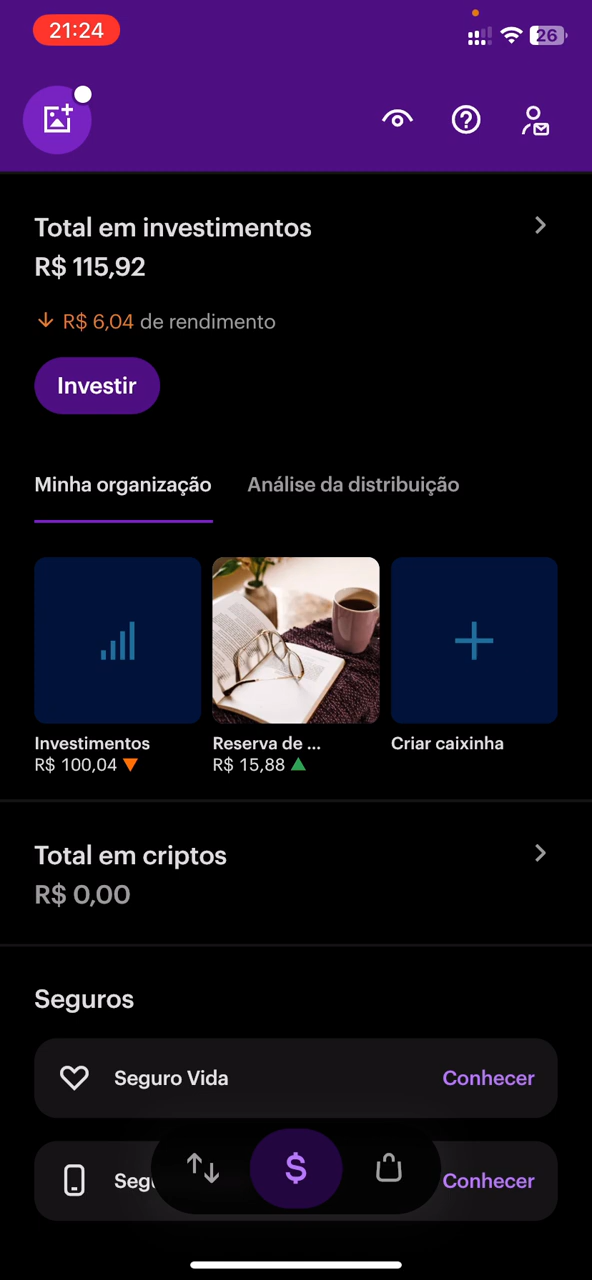 21:24
26
Total em investimentos
R$ 115,92
R$ 6,04 de rendimento
Investir
Minha organização
Análise da distribuição
Investimentos
R$ 100,04
Reserva de ...
R$ 15,88
Criar caixinha
Total em criptos
R$ 0,00
Seguros
Seguro Vida
Conhecer
Conhecer